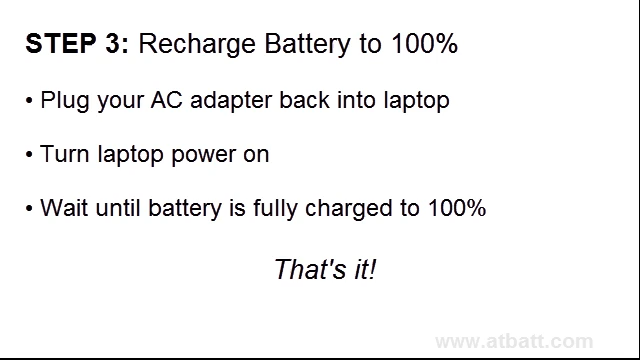 STEP 3: Recharge Battery to 100%
• Plug your AC adapter back into laptop
• Turn laptop power on
• Wait until battery is fully charged to 100%
That's it!
www.atbatt.com